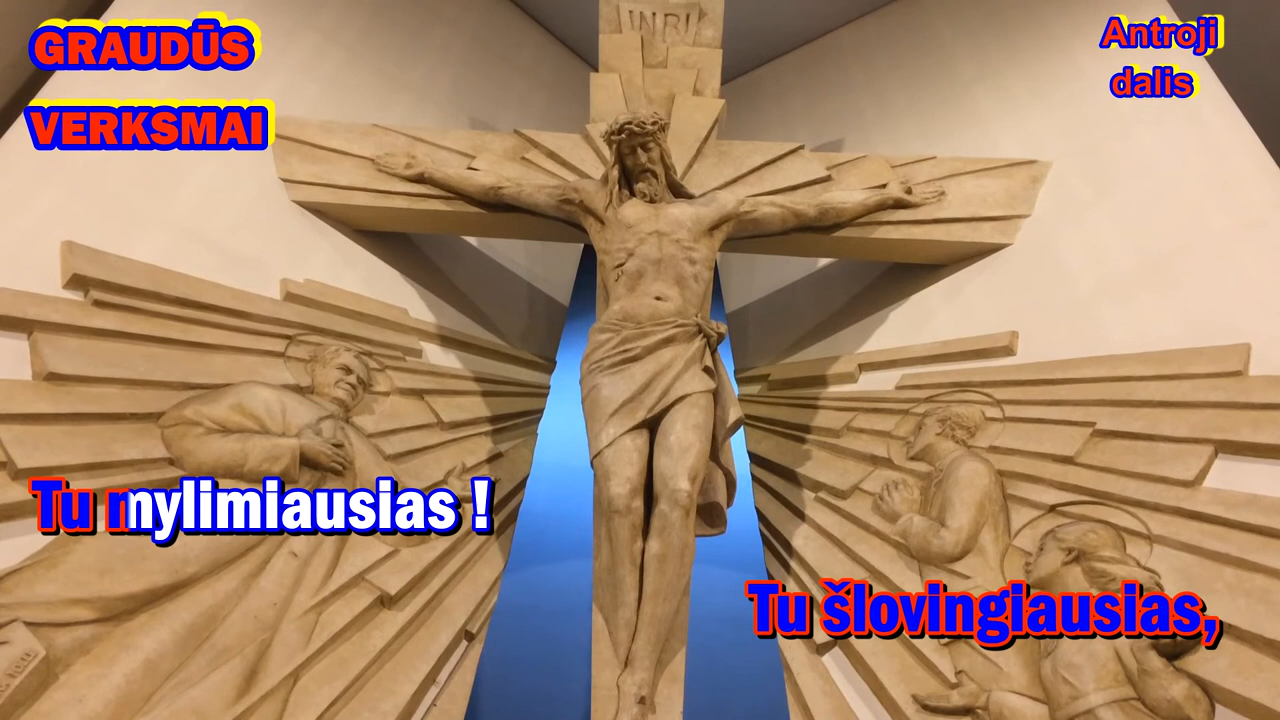 GRAUDŪS
VERKSMAI
Antroji
dalis
INRI
Tu mylimiausias !
Tu šlovingiausias,